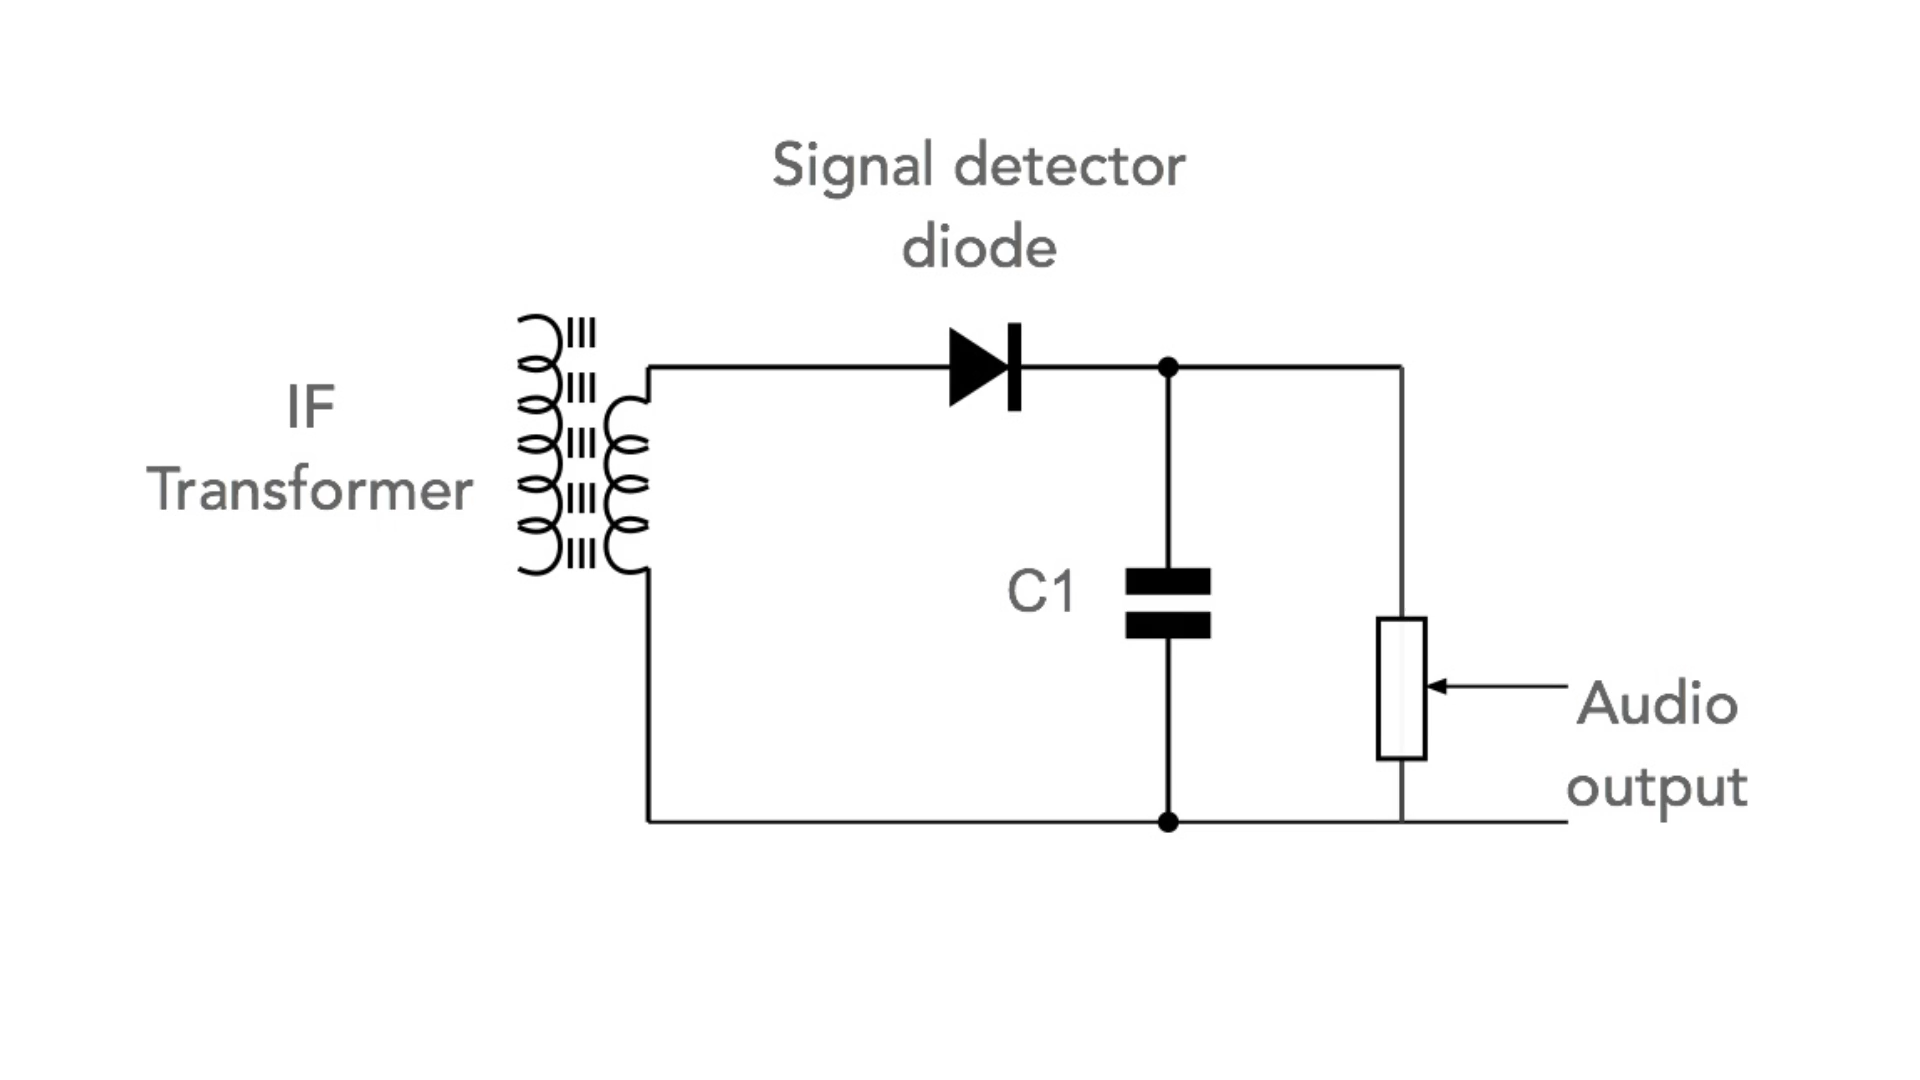 Signal detector
diode
IF
Transformer
C1
Audio
output